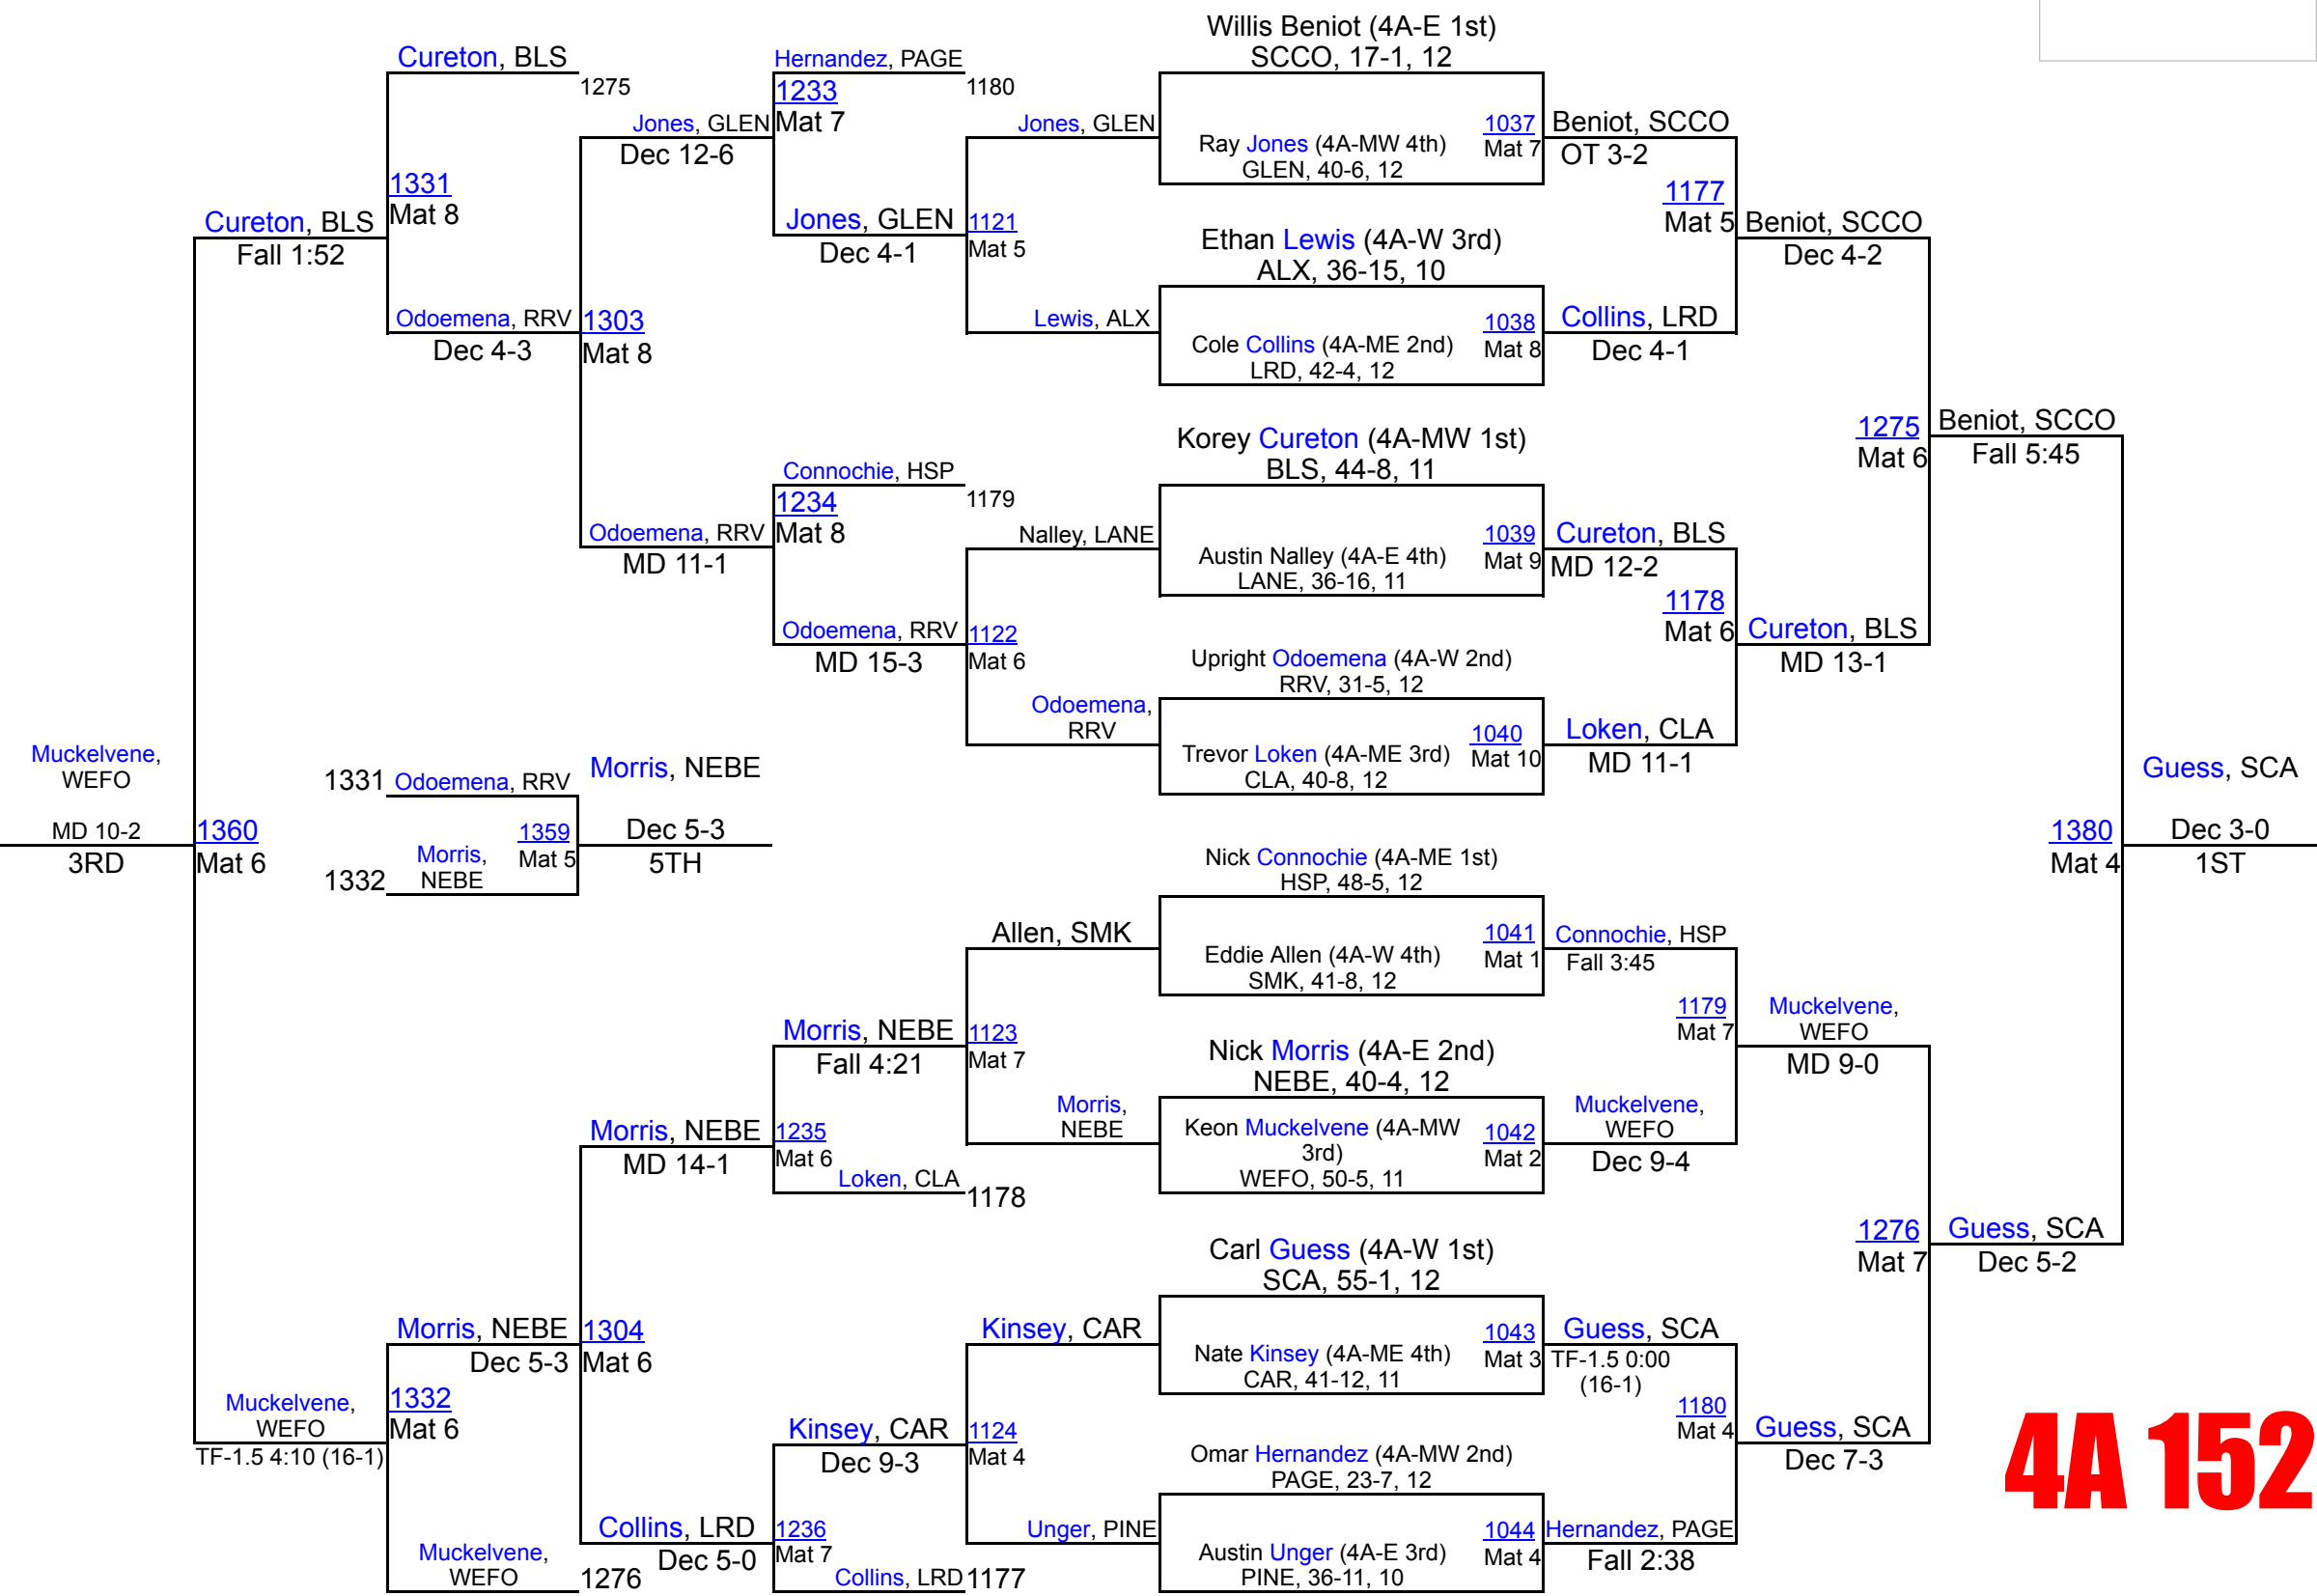 Cureton, BLS
1275
1331
Mat 8
Cureton, BLS
Fall 1:52
Odoemena, RRV
Dec 4-3
Jones, GLEN
Dec 12-6
1303
Mat 8
Odoemena, RRV
MD 11-1
Hernandez, PAGE
1180
1233
Mat 7
Jones, GLEN
Dec 4-1
Connochie, HSP
1179
1234
Mat 8
Odoemena, RRV
MD 15-3
Jones, GLEN
1121
Mat 5
Lewis, ALX
Nalley, LANE
1122
Mat 6
Odoemena,
RRV
Willis Beniot (4A-E 1st)
SCCO, 17-1, 12
Ray Jones (4A-MW 4th)
GLEN, 40-6, 12
1037
Mat 7
Beniot, SCCO
OT 3-2
Ethan Lewis (4A-W 3rd)
ALX, 36-15, 10
Cole Collins (4A-ME 2nd)
LRD, 42-4, 12
1038
Mat 8
Collins, LRD
Dec 4-1
1177
Mat 5
Beniot, SCCO
Dec 4-2
Korey Cureton (4A-MW 1st)
BLS, 44-8, 11
Austin Nalley (4A-E 4th)
LANE, 36-16, 11
1039
Mat 9
Cureton, BLS
MD 12-2
Upright Odoemena (4A-W 2nd)
RRV, 31-5, 12
Trevor Loken (4A-ME 3rd)
CLA, 40-8, 12
1040
Mat 10
Loken, CLA
MD 11-1
1178
Mat 6
Cureton, BLS
MD 13-1
1275
Mat 6
Beniot, SCCO
Fall 5:45
Muckelvene,
WEFO
MD 10-2
3RD
1360
Mat 6
1331
Odoemena, RRV
1332
Morris,
NEBE
1359
Mat 5
Morris, NEBE
Dec 5-3
5TH
1380
Mat 4
Guess, SCA
Dec 3-0
1ST
Nick Connochie (4A-ME 1st)
HSP, 48-5, 12
Eddie Allen (4A-W 4th)
SMK, 41-8, 12
1041
Mat 1
Connochie, HSP
Fall 3:45
Allen, SMK
Morris, NEBE
Fall 4:21
1123
Mat 7
Morris,
NEBE
Nick Morris (4A-E 2nd)
NEBE, 40-4, 12
Keon Muckelvene (4A-MW
3rd)
WEFO, 50-5, 11
1042
Mat 2
Muckelvene,
WEFO
Dec 9-4
1179
Mat 7
Muckelvene,
WEFO
MD 9-0
Morris, NEBE
MD 14-1
1235
Mat 6
Loken, CLA
1178
Carl Guess (4A-W 1st)
SCA, 55-1, 12
Nate Kinsey (4A-ME 4th)
CAR, 41-12, 11
1043
Mat 3
Guess, SCA
TF-1.5 0:00
(16-1)
1276
Mat 7
Guess, SCA
Dec 5-2
Morris, NEBE
Dec 5-3
1304
Mat 6
Kinsey, CAR
Muckelvene,
WEFO
TF-1.5 4:10 (16-1)
1332
Mat 6
Kinsey, CAR
Dec 9-3
1124
Mat 4
Omar Hernandez (4A-MW 2nd)
PAGE, 23-7, 12
Austin Unger (4A-E 3rd)
PINE, 36-11, 10
1044
Mat 4
Hernandez, PAGE
Fall 2:38
1180
Mat 4
Guess, SCA
Dec 7-3
Unger, PINE
Collins, LRD
Dec 5-0
1236
Mat 7
Collins, LRD
1177
Muckelvene,
WEFO
1276
4A 152